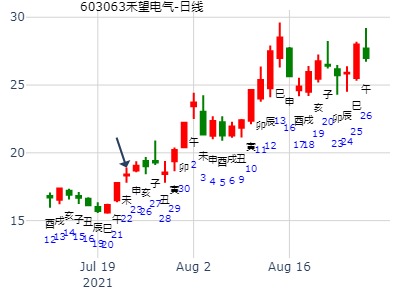 603063禾望电气-日线
30
25
20
15
酉 戌 亥 子 丑 辰 巳 午 未 申 亥 子 丑 寅 卯 午 未 申 酉 戌 丑 寅 卯 辰 巳 申 酉 戌 亥 子 卯 辰 巳 午
12 13 14 15 16 19 20 21 22 23 26 27 28 29 30 2 3 4 5 6 9 10 11 12 13 16 17 18 19 20 23 24 25 26
Jul 19 Aug 2 Aug 16
2021